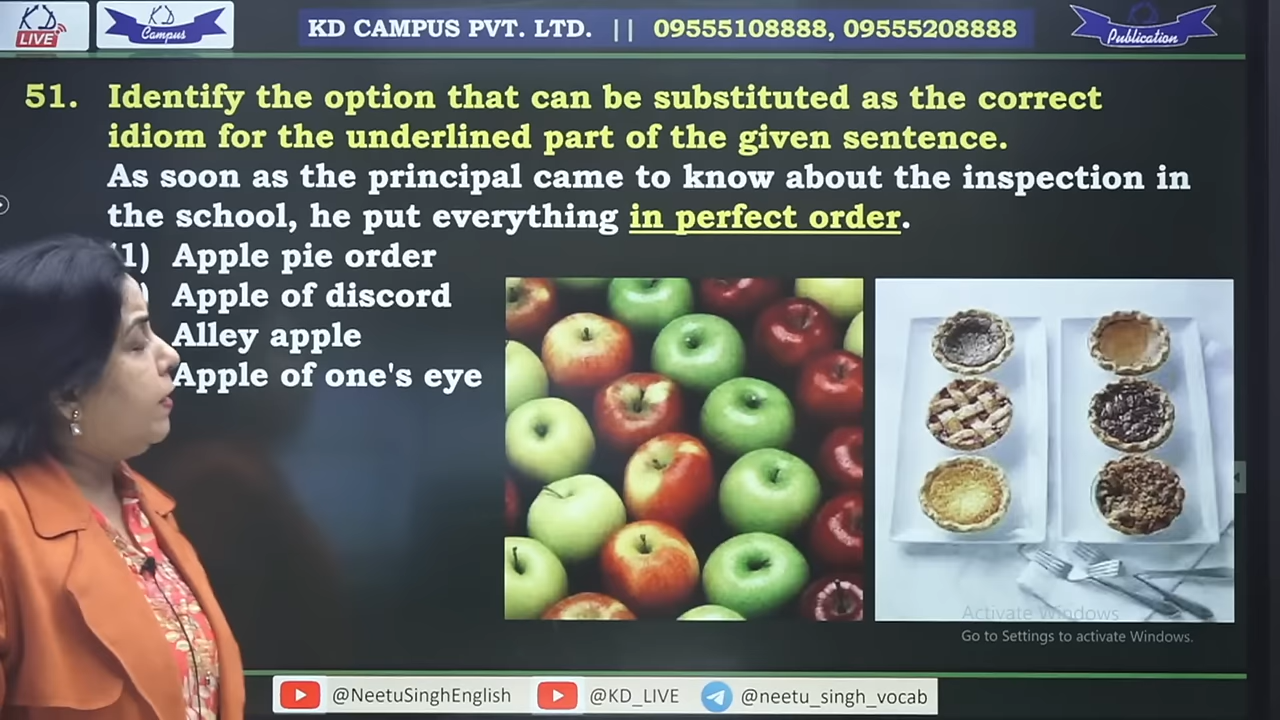 KD
LIVE
KD
Campus
KD CAMPUS PVT. LTD. || 09555108888, 09555208888
Publication
51. Identify the option that can be substituted as the correct
idiom for the underlined part of the given sentence.
As soon as the principal came to know about the inspection in
the school, he put everything in perfect order.
1) Apple pie order
) Apple of discord
Alley apple
Apple of one's eye
Activate Windows
Go to Settings to activate Windows.
@NeetuSinghEnglish @KD_LIVE @neetu_singh_vocab